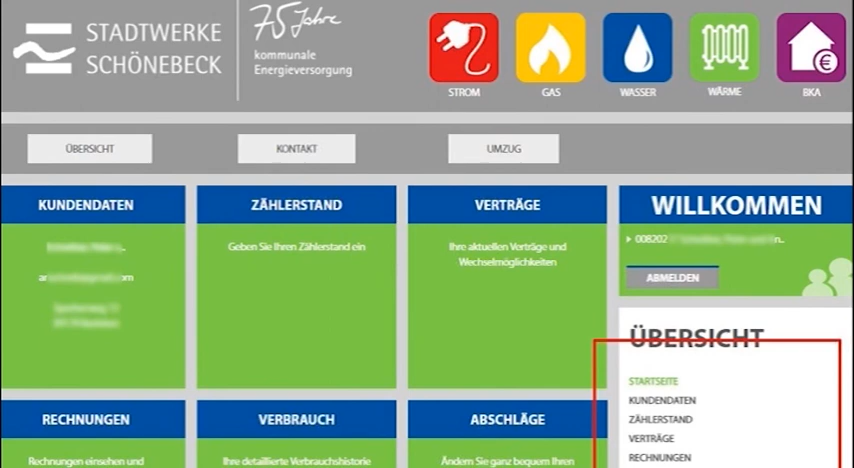 STADTWERKE
SCHÖNEBECK
75 Jahre
kommunale
Energieversorgung
STROM
GAS
WASSER
WÄRME
BKA
ÜBERSICHT
KONTAKT
UMZUG
KUNDENDATEN
ZÄHLERSTAND
Geben Sie Ihren Zählerstand ein
VERTRÄGE
Ihre aktuellen Verträge und
Wechselmöglichkeiten
WILLKOMMEN
008202
ABMELDEN
ÜBERSICHT
STARTSEITE
KUNDENDATEN
ZÄHLERSTAND
VERTRÄGE
RECHNUNGEN
RECHNUNGEN
Rechnungen einsehen und
VERBRAUCH
Ihre detaillierte Verbrauchshistorie
ABSCHLÄGE
Ändern Sie ganz bequem Ihren